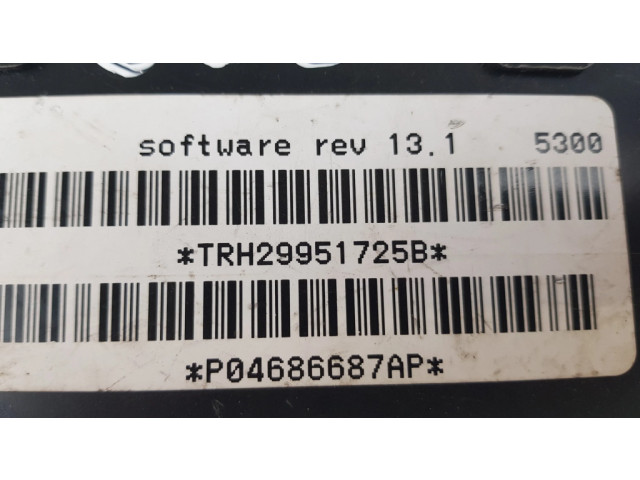 software rev 13.1 5300
*TRH29951725B*
*P04686687AP*